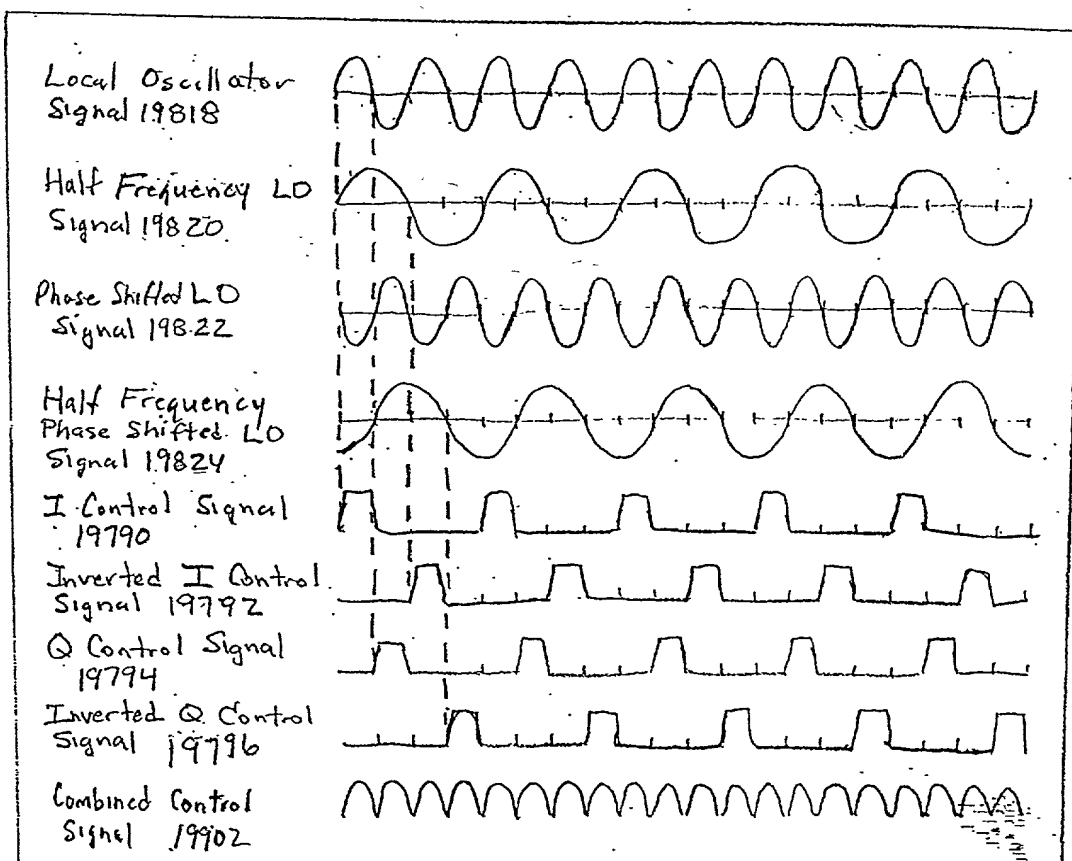 Local Oscillator
Signal 19818
Half Frequency LO
Signal 19820
Phase Shifted LO
Signal 19822
Half Frequency
Phase Shifted LO
Signal 19824
I Control Signal
19790
Inverted I Control
Signal 19792
Q Control Signal
19794
Inverted Q Control
Signal 19796
Combined Control
Signal 19902